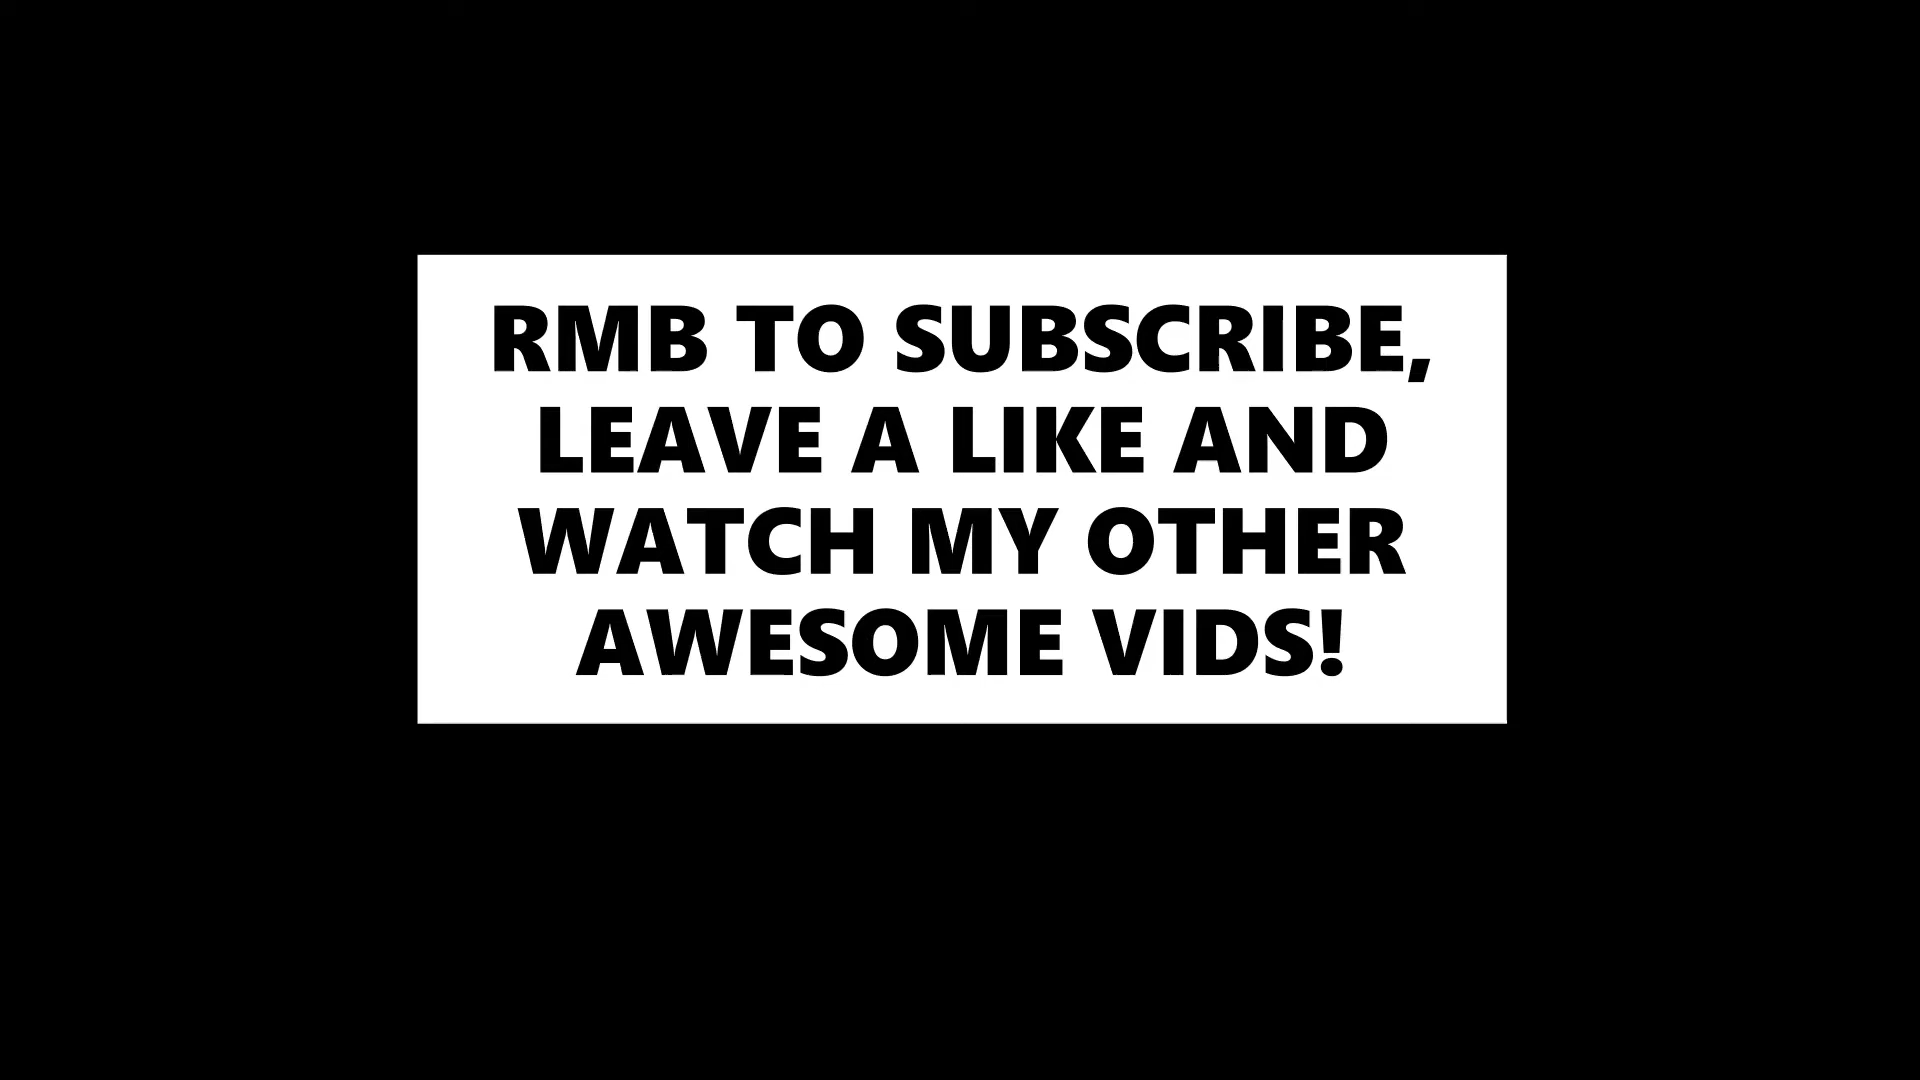 RMB TO SUBSCRIBE,
LEAVE A LIKE AND
WATCH MY OTHER
AWESOME VIDS!